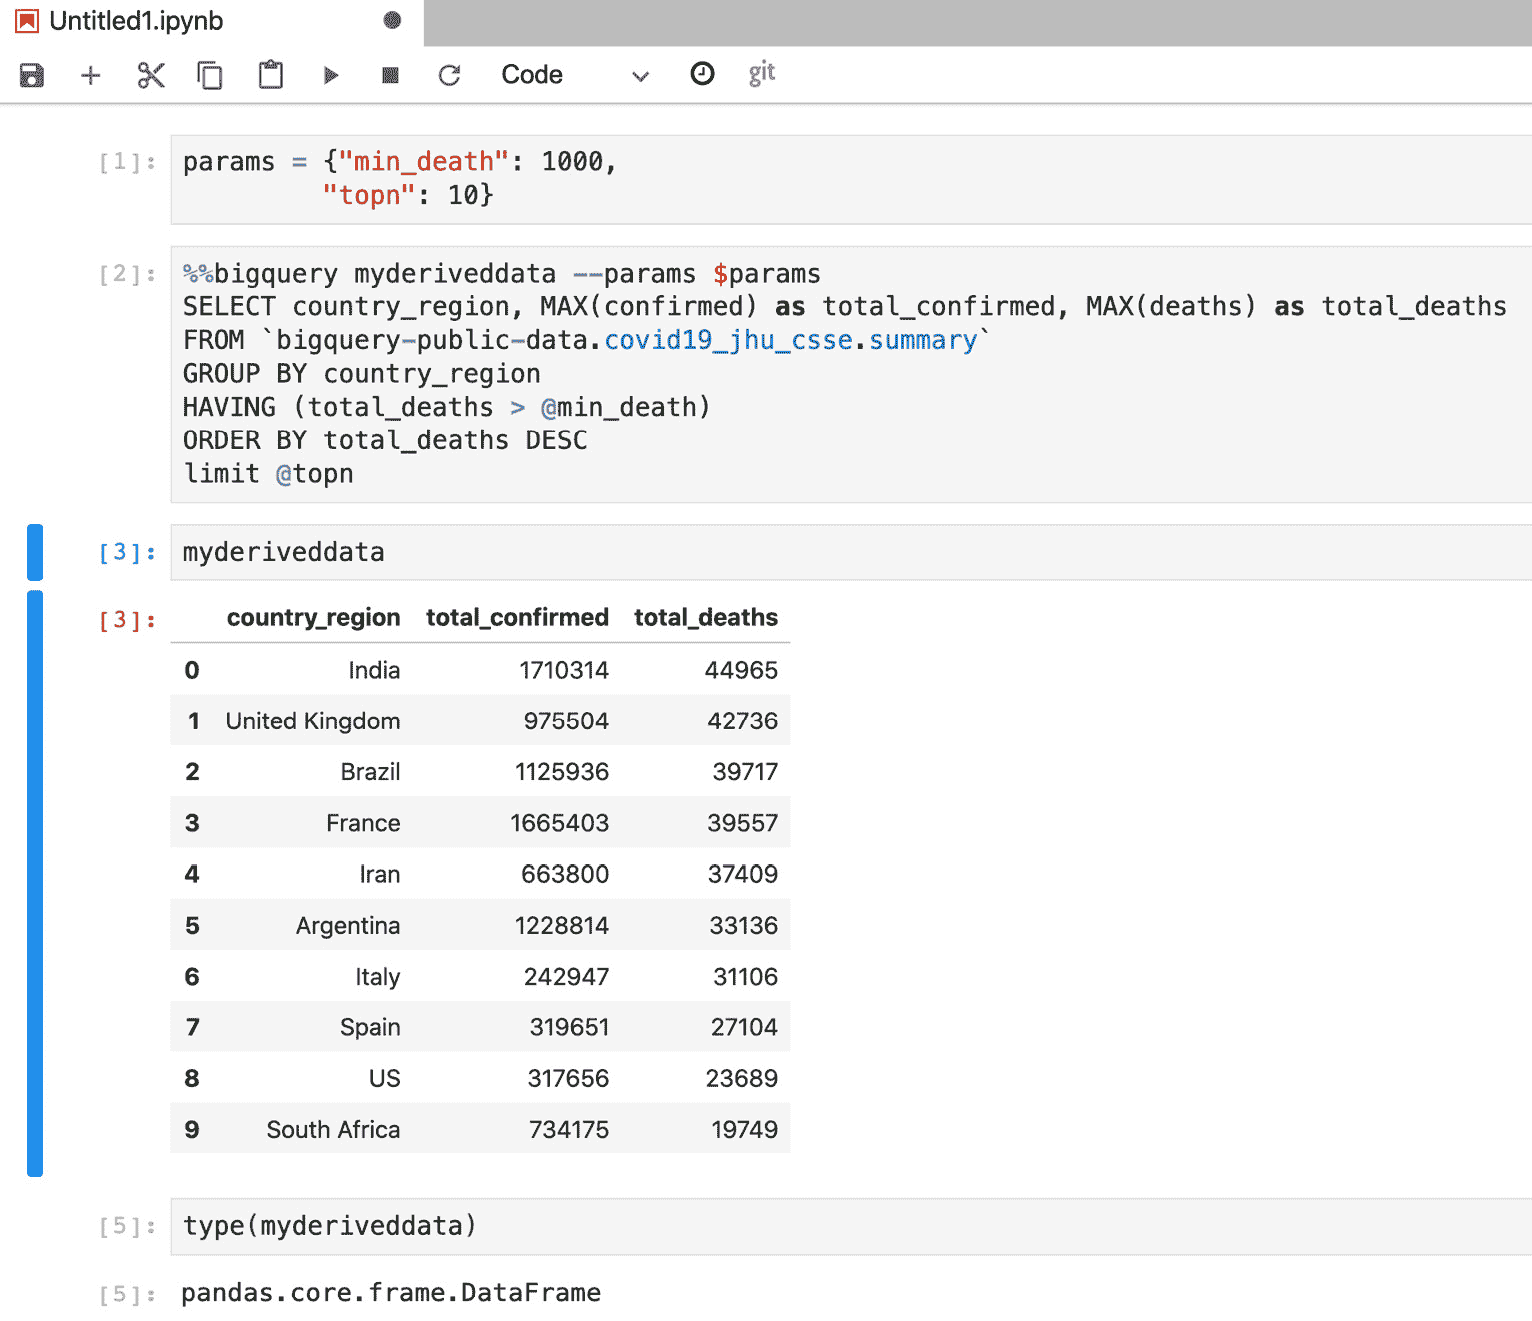 Untitled1.ipynb
Code
git
[1]: params = {"min_death": 1000,
"topn": 10}
[2]: %%bigquery myderiveddata --params $params
SELECT country_region, MAX(confirmed) as total_confirmed, MAX(deaths) as total_deaths
FROM `bigquery-public-data.covid19_jhu_csse.summary`
GROUP BY country_region
HAVING (total_deaths > @min_death)
ORDER BY total_deaths DESC
limit @topn
[3]: myderiveddata
[3]: country_region total_confirmed total_deaths
0 India 1710314 44965
1 United Kingdom 975504 42736
2 Brazil 1125936 39717
3 France 1665403 39557
4 Iran 663800 37409
5 Argentina 1228814 33136
6 Italy 242947 31106
7 Spain 319651 27104
8 US 317656 23689
9 South Africa 734175 19749
[5]: type(myderiveddata)
[5]: pandas.core.frame.DataFrame